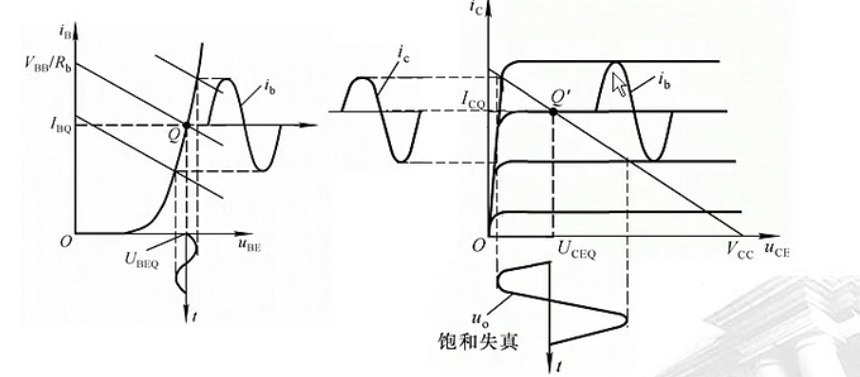 i_B
V_BB/R_b
I_BQ
Q
i_b
O
U_BEQ
u_BE
t
i_C
i_c
I_CQ
Q'
i_b
O
U_CEQ
V_CC
u_CE
u_o
饱和失真
t